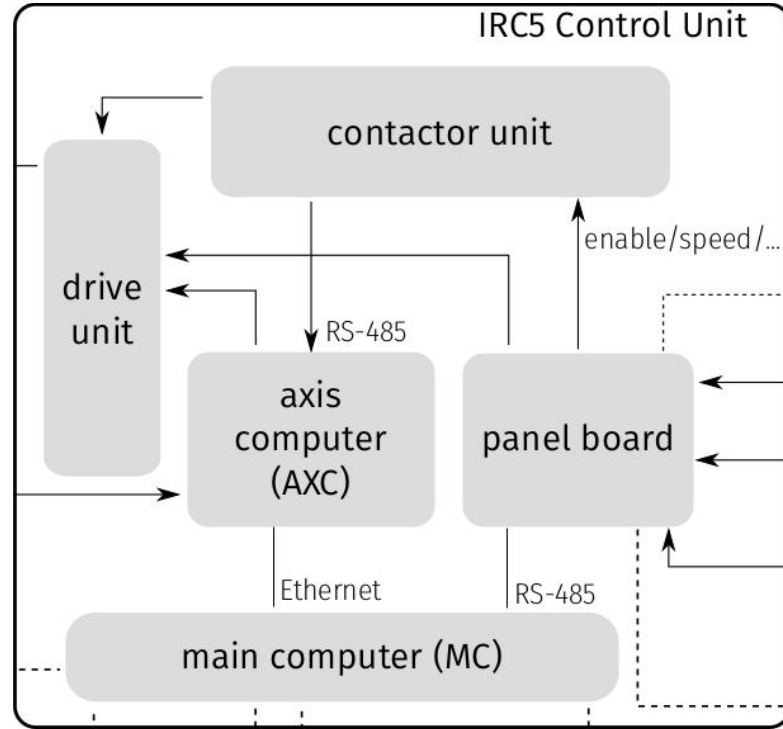 IRC5 Control Unit
contactor unit
enable/speed/...
drive
unit
RS-485
axis
computer
(AXC)
panel board
Ethernet
RS-485
main computer (MC)